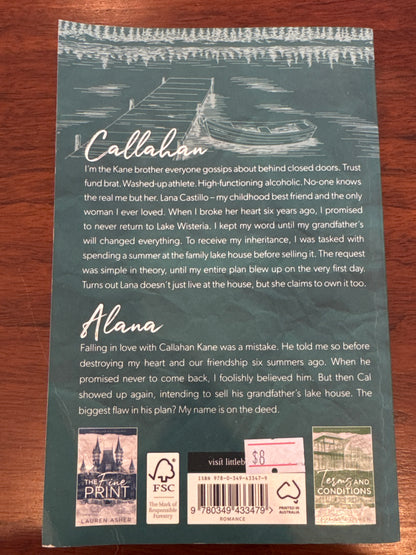 Callahan
I'm the Kane brother everyone gossips about behind closed doors. Trust
fund brat. Washed-up athlete. High-functioning alcoholic. No-one knows
the real me but her. Lana Castillo – my childhood best friend and the only
woman I ever loved. When I broke her heart six years ago, I promised
to never return to Lake Wisteria. I kept my word until my grandfather's
will changed everything. To receive my inheritance, I was tasked with
spending a summer at the family lake house before selling it. The request
was simple in theory, until my entire plan blew up on the very first day.
Turns out Lana doesn't just live at the house, but she claims to own it too.
Alana
Falling in love with Callahan Kane was a mistake. He told me so before
destroying my heart and our friendship six summers ago. When he
promised never to come back, I foolishly believed him. But then Cal
showed up again, intending to sell his grandfather's lake house. The
biggest flaw in his plan? My name is on the deed.
THE Fine
PRINT
LAUREN ASHER
FSC
The Mark of
Responsible
Forestry
visit littleb
$8
ISBN 978-0-349-43347-9
9 780349 433479 >
ROMANCE
PRINTED IN
AUSTRALIA
Terms AND
CONDITIONS